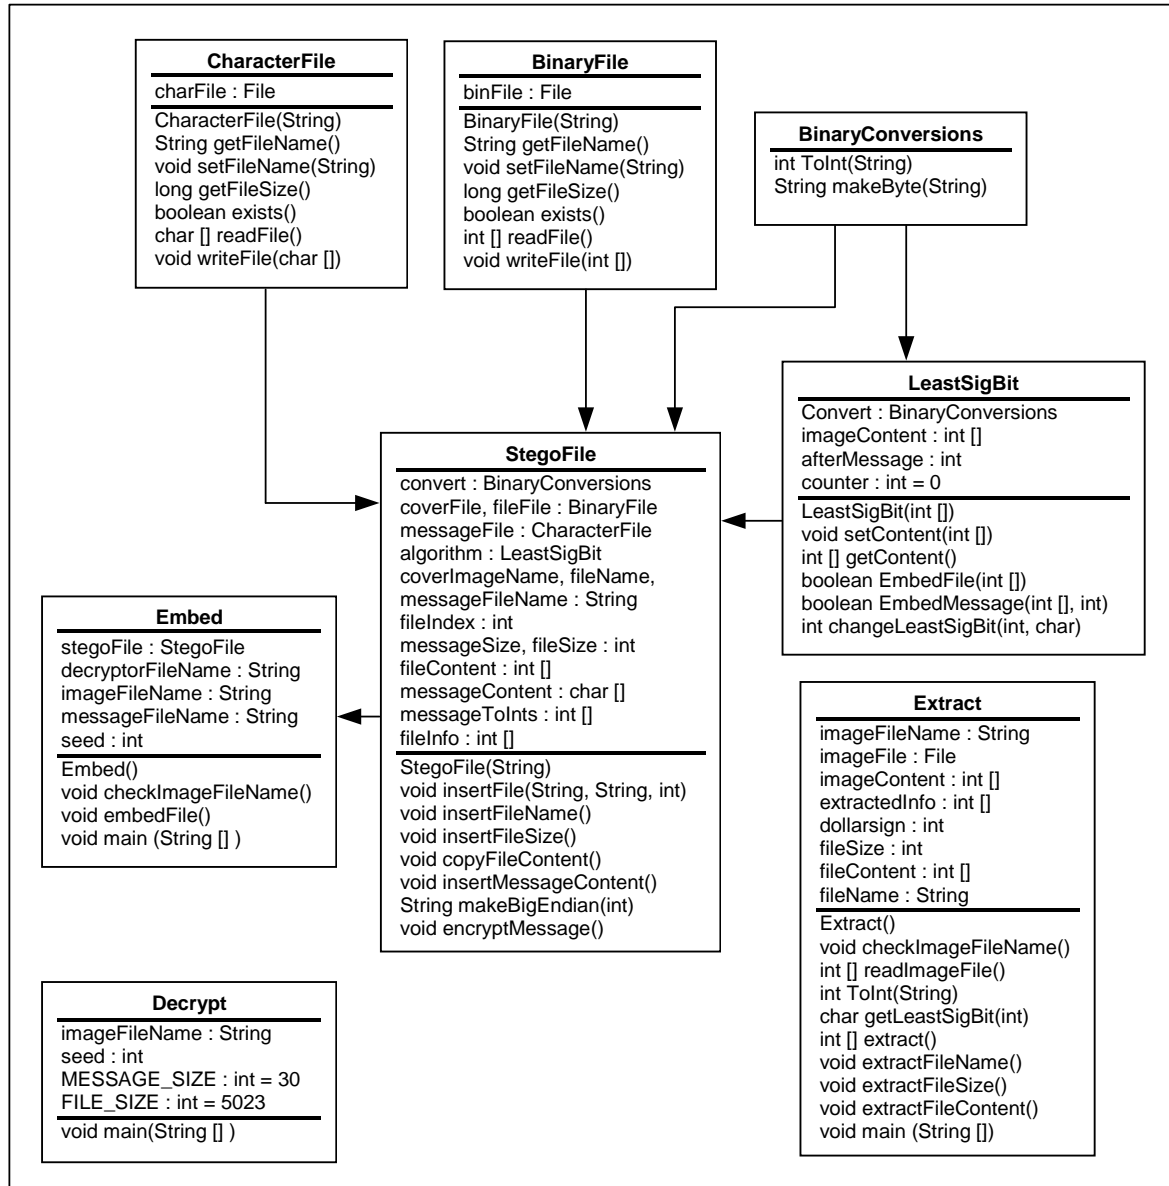 CharacterFile
charFile : File
CharacterFile(String)
String getFileName()
void setFileName(String)
long getFileSize()
boolean exists()
char [] readFile()
void writeFile(char [])
BinaryFile
binFile : File
BinaryFile(String)
String getFileName()
void setFileName(String)
long getFileSize()
boolean exists()
int [] readFile()
void writeFile(int [])
BinaryConversions
int ToInt(String)
String makeByte(String)
LeastSigBit
Convert : BinaryConversions
imageContent : int []
afterMessage : int
counter : int = 0
LeastSigBit(int [])
void setContent(int [])
int [] getContent()
boolean EmbedFile(int [])
boolean EmbedMessage(int [], int)
int changeLeastSigBit(int, char)
StegoFile
convert : BinaryConversions
coverFile, fileFile : BinaryFile
messageFile : CharacterFile
algorithm : LeastSigBit
coverImageName, fileName,
messageFileName : String
fileIndex : int
messageSize, fileSize : int
fileContent : int []
messageContent : char []
messageToInts : int []
fileInfo : int []
StegoFile(String)
void insertFile(String, String, int)
void insertFileName()
void insertFileSize()
void copyFileContent()
void insertMessageContent()
String makeBigEndian(int)
void encryptMessage()
Embed
stegoFile : StegoFile
decryptorFileName : String
imageFileName : String
messageFileName : String
seed : int
Embed()
void checkImageFileName()
void embedFile()
void main (String [] )
Extract
imageFileName : String
imageFile : File
imageContent : int []
extractedInfo : int []
dollarsign : int
fileSize : int
fileContent : int []
fileName : String
Extract()
void checkImageFileName()
int [] readImageFile()
int ToInt(String)
char getLeastSigBit(int)
int [] extract()
void extractFileName()
void extractFileSize()
void extractFileContent()
void main (String [])
Decrypt
imageFileName : String
seed : int
MESSAGE_SIZE : int = 30
FILE_SIZE : int = 5023
void main(String [] )